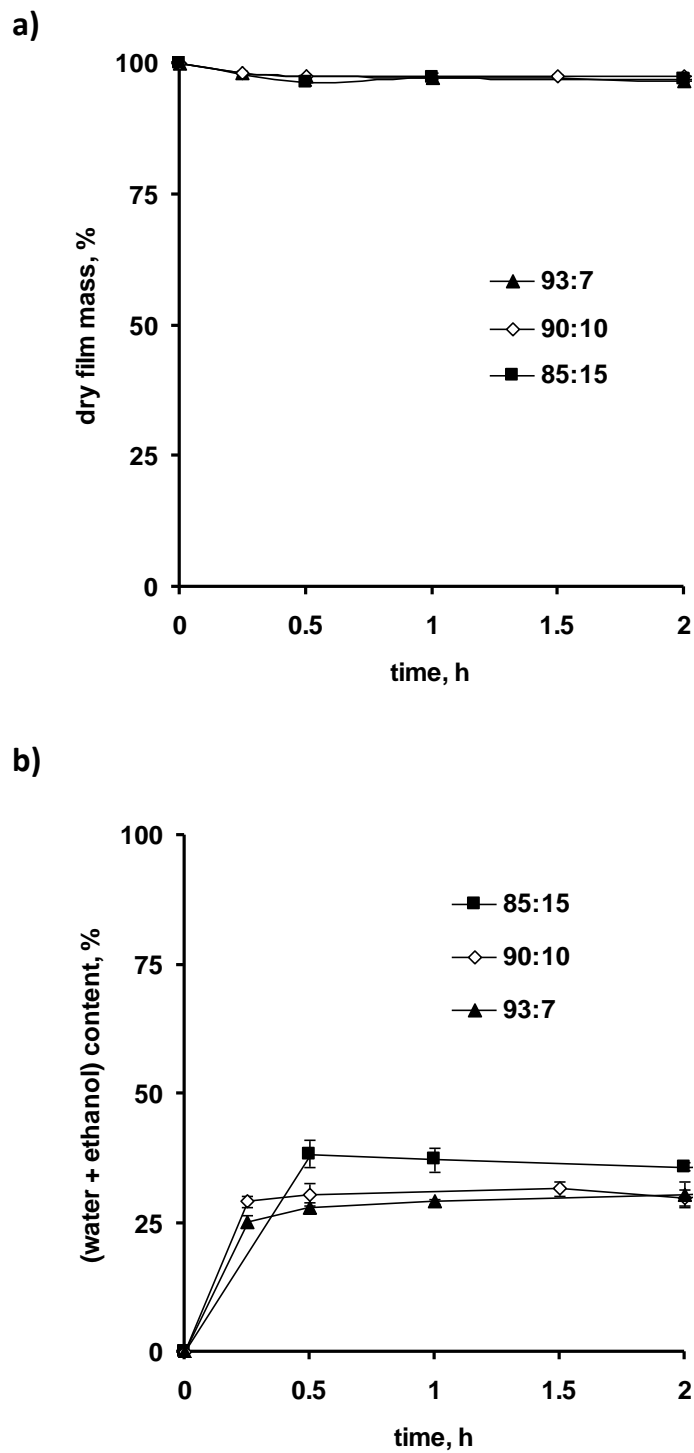 a)
100
75
50
25
0
dry film mass, %
93:7
90:10
85:15
0 0.5 1 1.5 2
time, h
b)
100
75
50
25
0
(water + ethanol) content, %
85:15
90:10
93:7
0 0.5 1 1.5 2
time, h